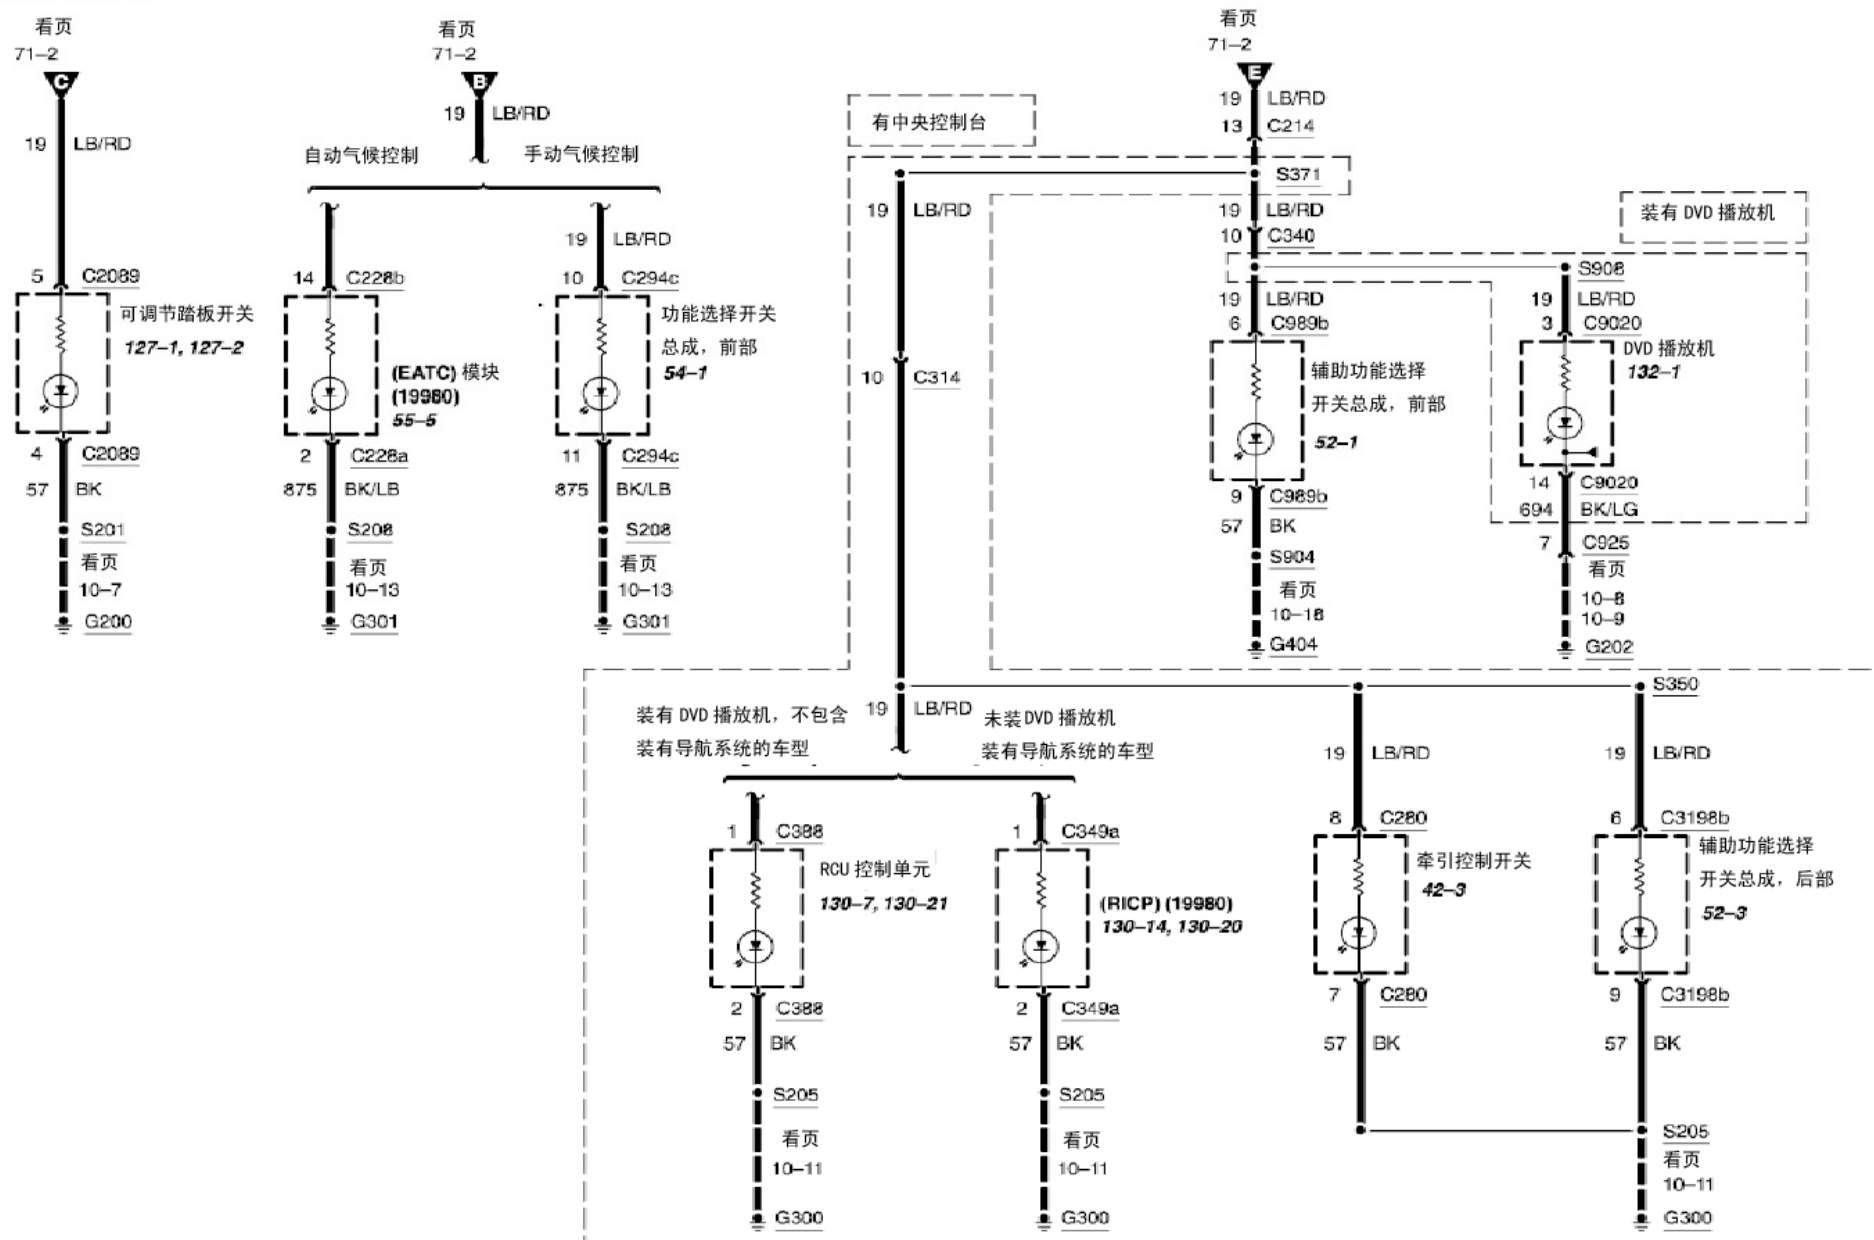 看页
71–2
C
19 LB/RD
5 C2089
可调节踏板开关
127–1, 127–2
4 C2089
57 BK
S201
看页
10–7
G200
看页
71–2
B
19 LB/RD
自动气候控制
手动气候控制
14 C228b
(EATC) 模块
(19980)
55–5
2 C228a
875 BK/LB
S208
看页
10–13
G301
19 LB/RD
10 C294c
功能选择开关
总成，前部
54–1
11 C294c
875 BK/LB
S208
看页
10–13
G301
看页
71–2
E
19 LB/RD
13 C214
有中央控制台
S371
19 LB/RD
10 C340
装有 DVD 播放机
S908
19 LB/RD
6 C989b
辅助功能选择
开关总成，前部
52–1
9 C989b
57 BK
S904
看页
10–18
G404
19 LB/RD
3 C9020
DVD 播放机
132–1
14 C9020
694 BK/LG
7 C925
看页
10–8
10–9
G202
19 LB/RD
10 C314
S350
19 LB/RD
装有 DVD 播放机，不包含
装有导航系统的车型
未装DVD 播放机
装有导航系统的车型
1 C388
RCU 控制单元
130–7, 130–21
2 C388
57 BK
S205
看页
10–11
G300
1 C349a
(RICP) (19980)
130–14, 130–20
2 C349a
57 BK
S205
看页
10–11
G300
19 LB/RD
8 C280
牵引控制开关
42–3
7 C280
57 BK
19 LB/RD
6 C3198b
辅助功能选择
开关总成，后部
52–3
9 C3198b
57 BK
S205
看页
10–11
G300